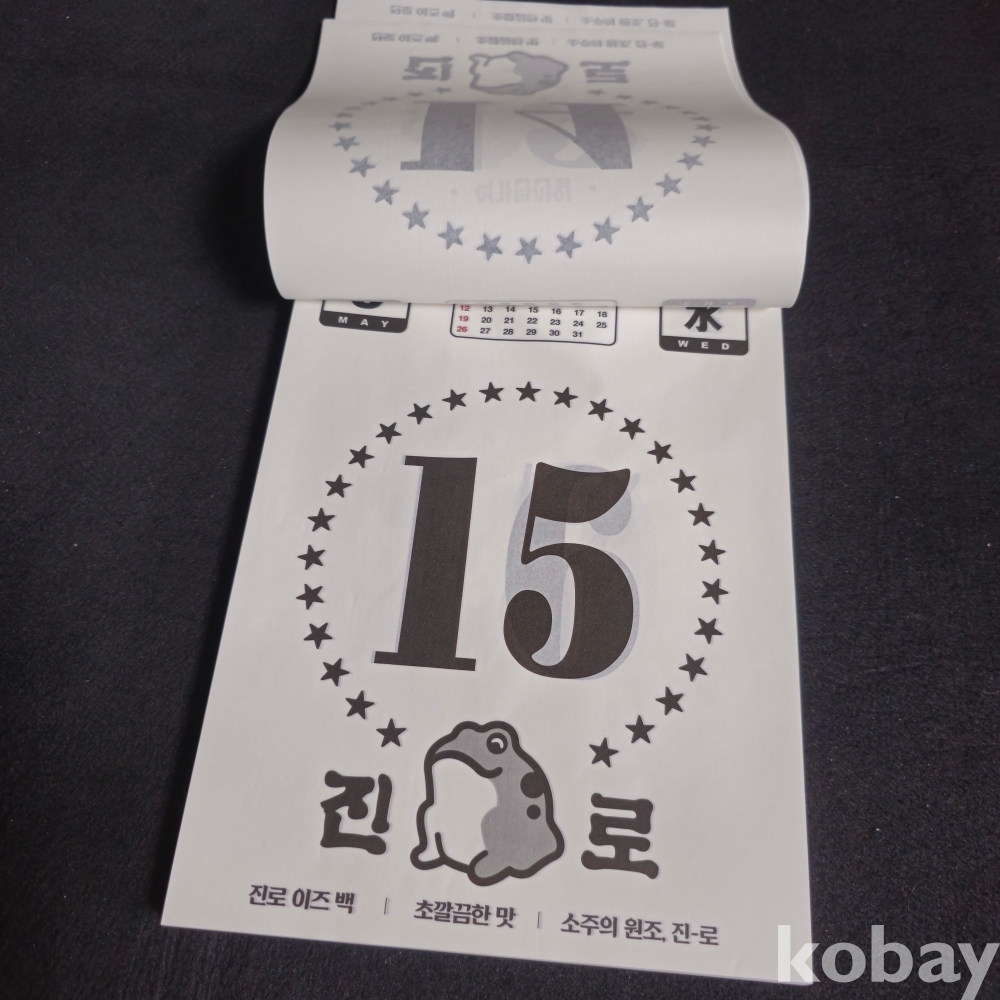 MAY
12 13 14 15 16 17 18
19 20 21 22 23 24 25
26 27 28 29 30 31
水
WED
15
진 로
진로 이즈 백 | 초깔끔한 맛 | 소주의 원조, 진-로
kobay